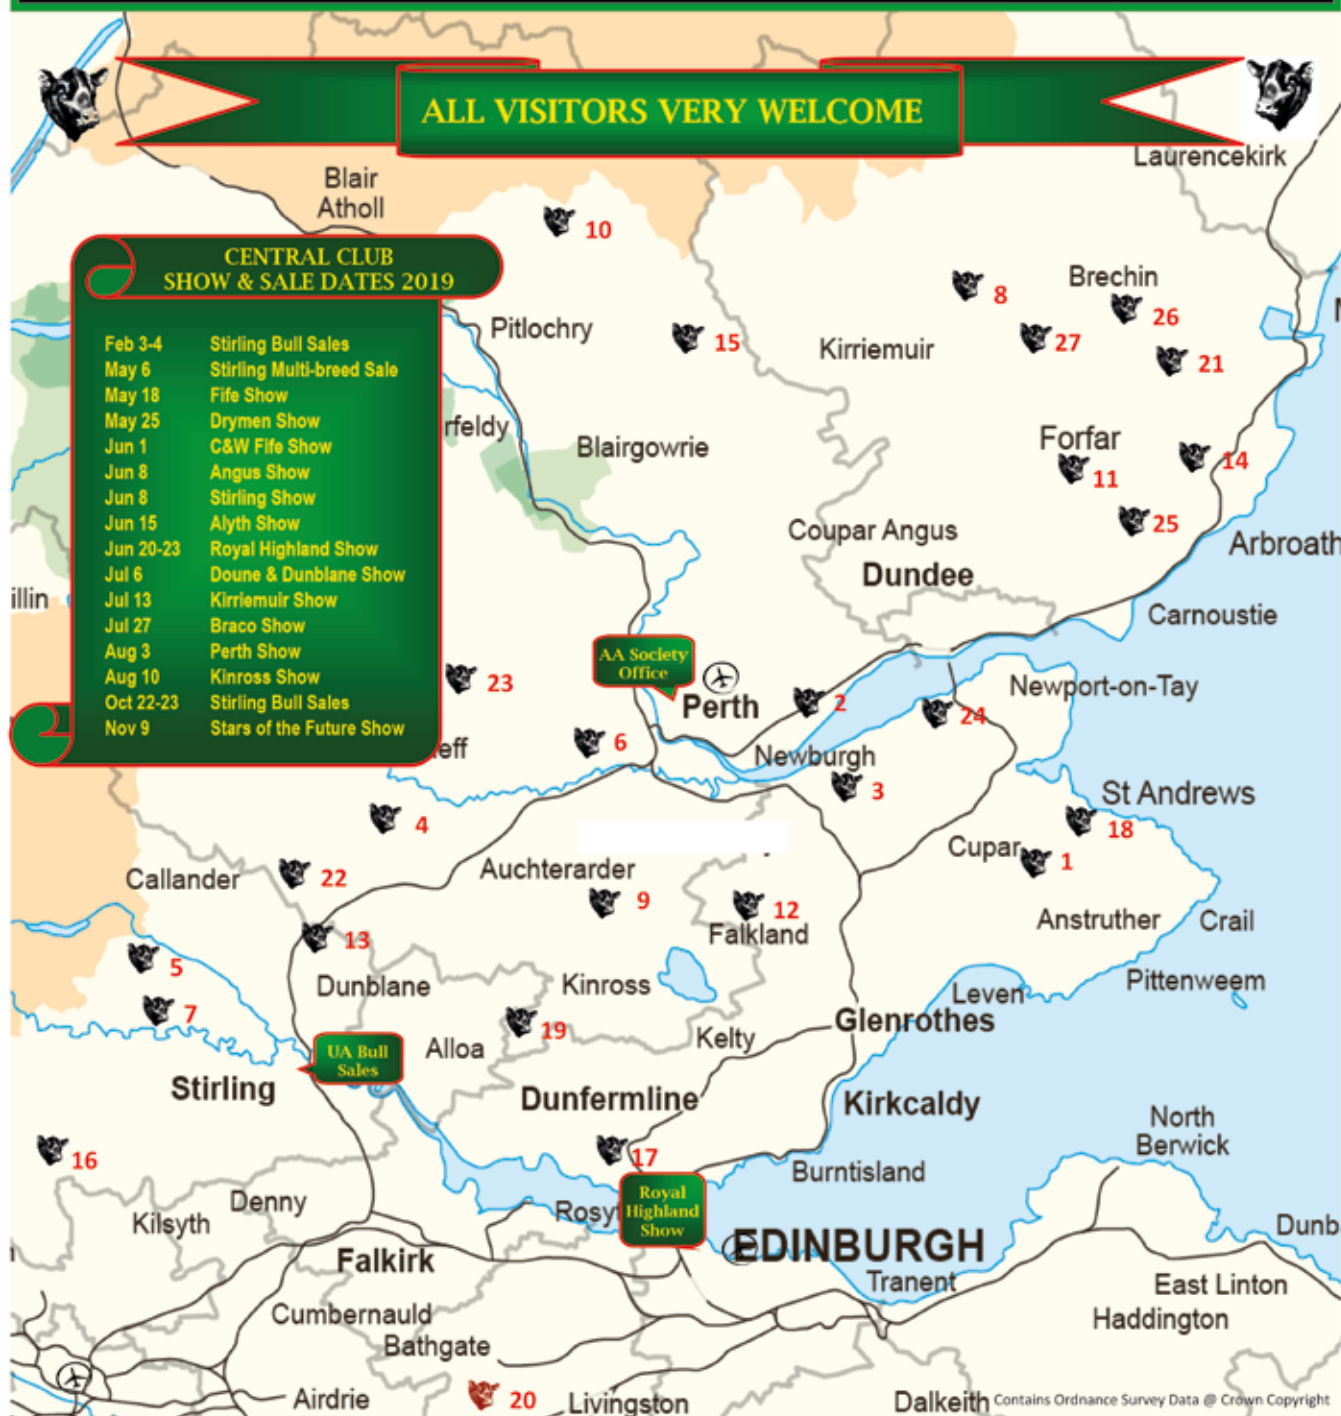 ALL VISITORS VERY WELCOME
Laurencekirk
Blair
Atholl
10
CENTRAL CLUB
SHOW & SALE DATES 2019
Feb 3-4 Stirling Bull Sales
May 6 Stirling Multi-breed Sale
May 18 Fife Show
May 25 Drymen Show
Jun 1 C&W Fife Show
Jun 8 Angus Show
Jun 8 Stirling Show
Jun 15 Alyth Show
Jun 20-23 Royal Highland Show
Jul 6 Doune & Dunblane Show
Jul 13 Kirriemuir Show
Jul 27 Braco Show
Aug 3 Perth Show
Aug 10 Kinross Show
Oct 22-23 Stirling Bull Sales
Nov 9 Stars of the Future Show
Brechin
8
26
Pitlochry
15
Kirriemuir
27
21
rfeldy
Blairgowrie
Forfar
11
14
25
Coupar Angus
Arbroath
Dundee
illin
Carnoustie
AA Society
Office
23
Perth
2
Newport-on-Tay
24
eff
6
Newburgh
3
St Andrews
4
18
Cupar
1
Callander
22
Auchterarder
9
12
Falkland
13
Anstruther
Crail
5
Dunblane
Kinross
Leven
Pittenweem
7
19
Kelty
Glenrothes
UA Bull
Sales
Alloa
Stirling
Dunfermline
Kirkcaldy
North
Berwick
16
17
Burntisland
Denny
Kilsyth
Rosy
Royal
Highland
Show
Dunb
EDINBURGH
Falkirk
Tranent
East Linton
Cumbernauld
Haddington
Bathgate
Airdrie
20
Livingston
Dalkeith
Contains Ordnance Survey Data @ Crown Copyright